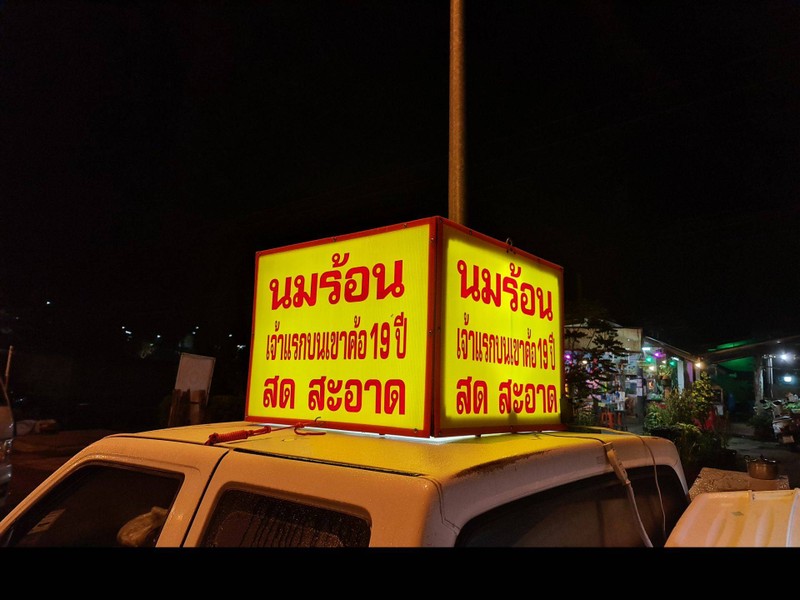 นมร้อน
เจ้าแรกบนเขาค้อ 19 ปี
สด สะอาด
นมร้อน
เจ้าแรกบนเขาค้อ 19 ปี
สด สะอาด